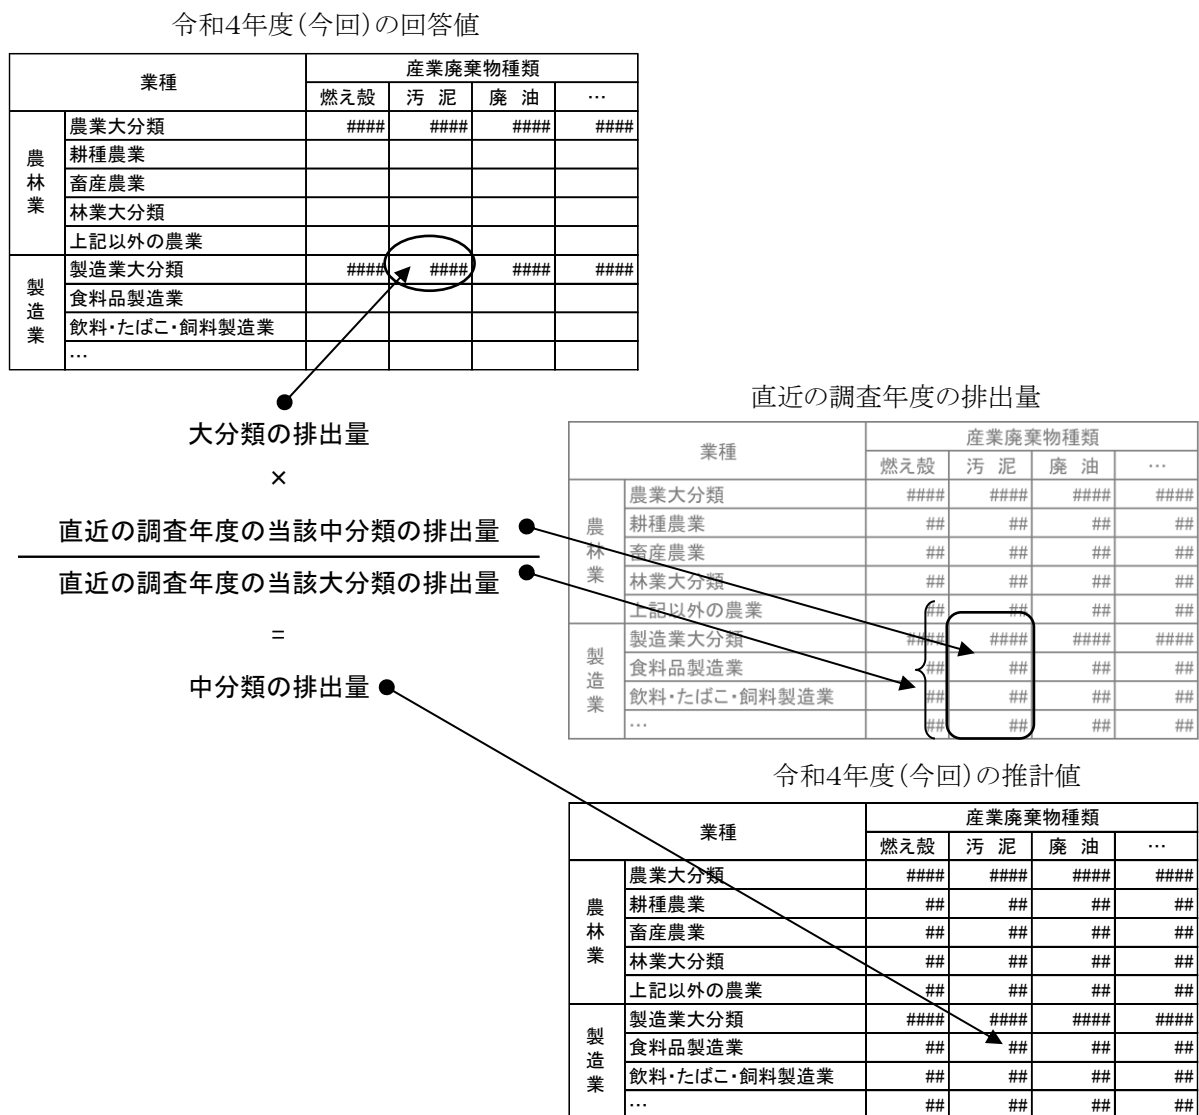 令和4年度(今回)の回答値
業種 産業廃棄物種類
燃え殻 汚 泥 廃 油 …
農林業
農業大分類 #### #### #### ####
耕種農業
畜産農業
林業大分類
上記以外の農業
製造業
製造業大分類 #### #### #### ####
食料品製造業
飲料・たばこ・飼料製造業
…
大分類の排出量
×
直近の調査年度の当該中分類の排出量
直近の調査年度の当該大分類の排出量
=
中分類の排出量
直近の調査年度の排出量
業種 産業廃棄物種類
燃え殻 汚 泥 廃 油 …
農林業
農業大分類 #### #### #### ####
耕種農業 ## ## ## ##
畜産農業 ## ## ## ##
林業大分類 ## ## ## ##
上記以外の農業 ## ## ## ##
製造業
製造業大分類 #### #### #### ####
食料品製造業 ## ## ## ##
飲料・たばこ・飼料製造業 ## ## ## ##
… ## ## ## ##
令和4年度(今回)の推計値
業種 産業廃棄物種類
燃え殻 汚 泥 廃 油 …
農林業
農業大分類 #### #### #### ####
耕種農業 ## ## ## ##
畜産農業 ## ## ## ##
林業大分類 ## ## ## ##
上記以外の農業 ## ## ## ##
製造業
製造業大分類 #### #### #### ####
食料品製造業 ## ## ## ##
飲料・たばこ・飼料製造業 ## ## ## ##
… ## ## ## ##